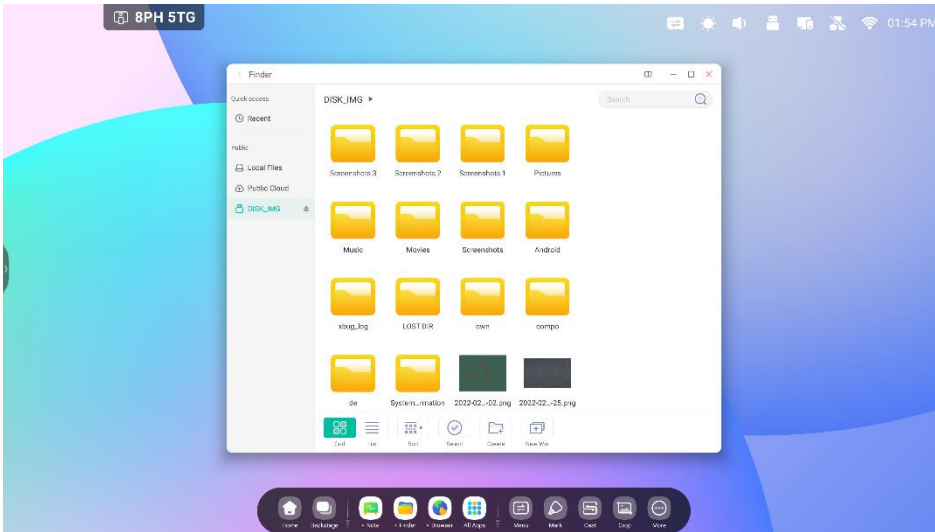 8PH 5TG
01:54 PM
Finder
Quick access
DISK_IMG
Search
Recent
Public
Local Files
Public Cloud
DISK_IMG
Screenshots 3 Screenshots 2 Screenshots 1 Pictures
Music Movies Screenshots Android
xbug_log LOST.DIR own compo
de System...rmation 2022-02...-02.png 2022-02...-25.png
Grid List Sort Select Create New Win
Home Backstage • Note • Finder • Browser All Apps Menu Mark Cast Crop More